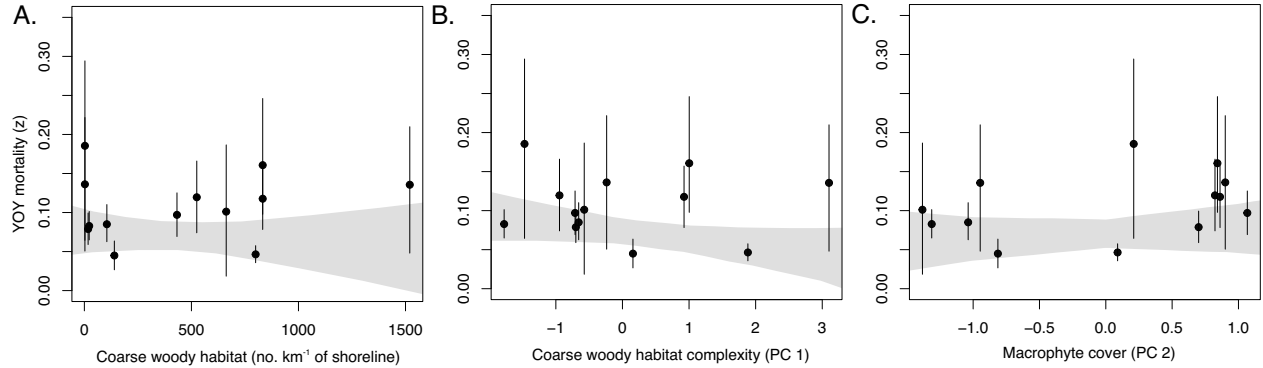 A.
YOY mortality (z)
0.00 0.10 0.20 0.30
0 500 1000 1500
Coarse woody habitat (no. km⁻¹ of shoreline)
B.
0.00 0.10 0.20 0.30
−1 0 1 2 3
Coarse woody habitat complexity (PC 1)
C.
0.00 0.10 0.20 0.30
−1.0 −0.5 0.0 0.5 1.0
Macrophyte cover (PC 2)